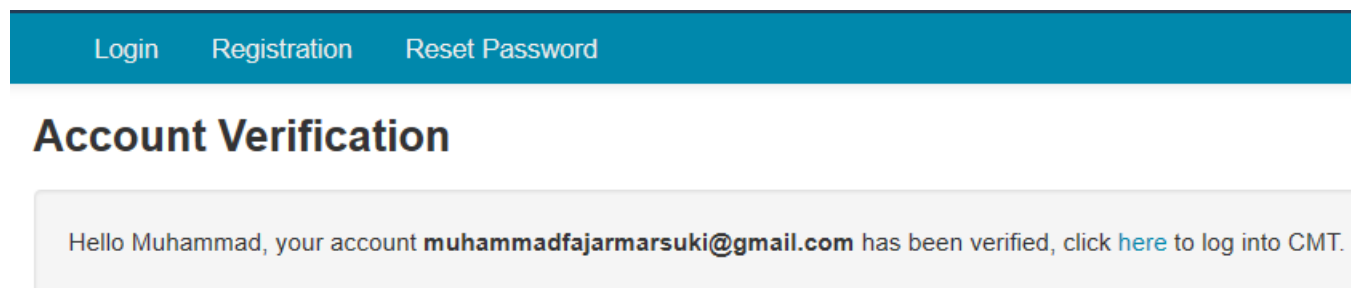 Login Registration Reset Password
Account Verification
Hello Muhammad, your account muhammadfajarmarsuki@gmail.com has been verified, click here to log into CMT.